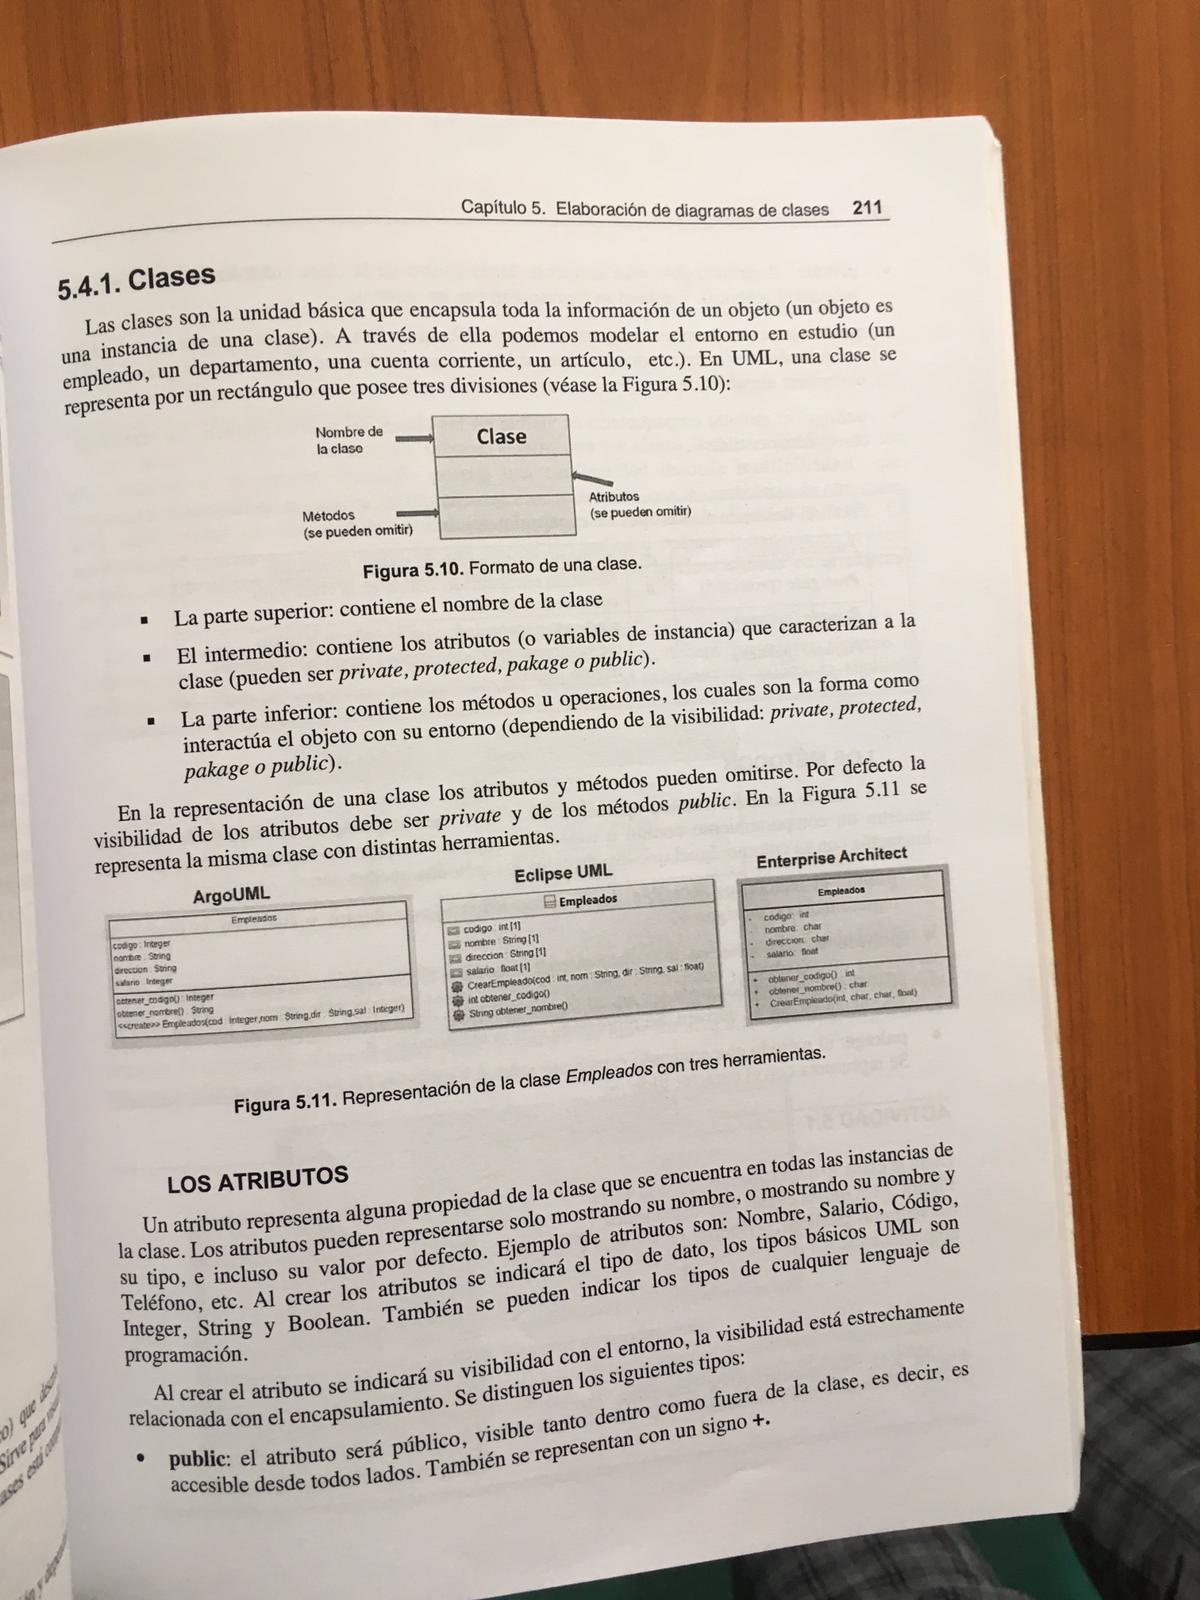 Capítulo 5. Elaboración de diagramas de clases 211
5.4.1. Clases
Las clases son la unidad básica que encapsula toda la información de un objeto (un objeto es
una instancia de una clase). A través de ella podemos modelar el entorno en estudio (un
empleado, un departamento, una cuenta corriente, un artículo, etc.). En UML, una clase se
representa por un rectángulo que posee tres divisiones (véase la Figura 5.10):
Nombre de
la clase
Clase
Atributos
(se pueden omitir)
Métodos
(se pueden omitir)
Figura 5.10. Formato de una clase.
▪ La parte superior: contiene el nombre de la clase
▪ El intermedio: contiene los atributos (o variables de instancia) que caracterizan a la
clase (pueden ser private, protected, pakage o public).
▪ La parte inferior: contiene los métodos u operaciones, los cuales son la forma como
interactúa el objeto con su entorno (dependiendo de la visibilidad: private, protected,
pakage o public).
En la representación de una clase los atributos y métodos pueden omitirse. Por defecto la
visibilidad de los atributos debe ser private y de los métodos public. En la Figura 5.11 se
representa la misma clase con distintas herramientas.
ArgoUML
Empleados
codigo : Integer
nombre : String
direccion : String
salario : Integer
obtener_codigo() : Integer
obtener_nombre() : String
<<create>> Empleados(cod : Integer,nom : String,dir : String,sal : Integer)
Eclipse UML
Empleados
codigo : int [1]
nombre : String [1]
direccion : String [1]
salario : float [1]
CrearEmpleado(cod : int, nom : String, dir : String, sal : float)
int obtener_codigo()
String obtener_nombre()
Enterprise Architect
Empleados
- codigo: int
- nombre: char
- direccion: char
- salario: float
+ obtener_codigo() : int
+ obtener_nombre() : char
+ CrearEmpleado(int, char, char, float)
Figura 5.11. Representación de la clase Empleados con tres herramientas.
LOS ATRIBUTOS
Un atributo representa alguna propiedad de la clase que se encuentra en todas las instancias de
la clase. Los atributos pueden representarse solo mostrando su nombre, o mostrando su nombre y
su tipo, e incluso su valor por defecto. Ejemplo de atributos son: Nombre, Salario, Código,
Teléfono, etc. Al crear los atributos se indicará el tipo de dato, los tipos básicos UML son
Integer, String y Boolean. También se pueden indicar los tipos de cualquier lenguaje de
programación.
Al crear el atributo se indicará su visibilidad con el entorno, la visibilidad está estrechamente
relacionada con el encapsulamiento. Se distinguen los siguientes tipos:
• public: el atributo será público, visible tanto dentro como fuera de la clase, es decir, es
accesible desde todos lados. También se representan con un signo +.